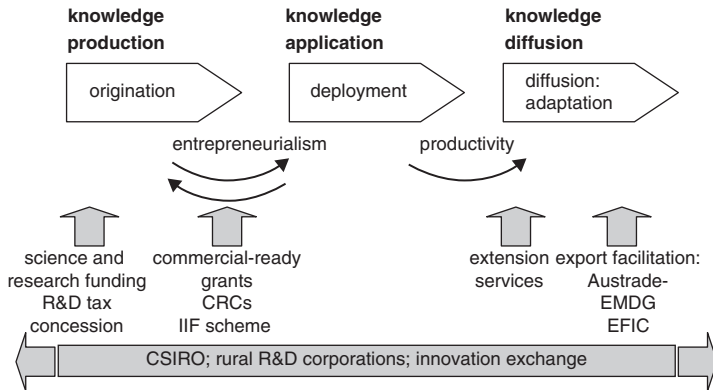 knowledge
production
knowledge
application
knowledge
diffusion
origination
deployment
diffusion:
adaptation
entrepreneurialism
productivity
science and
research funding
R&D tax
concession
commercial-ready
grants
CRCs
IIF scheme
extension
services
export facilitation:
Austrade-
EMDG
EFIC
CSIRO; rural R&D corporations; innovation exchange